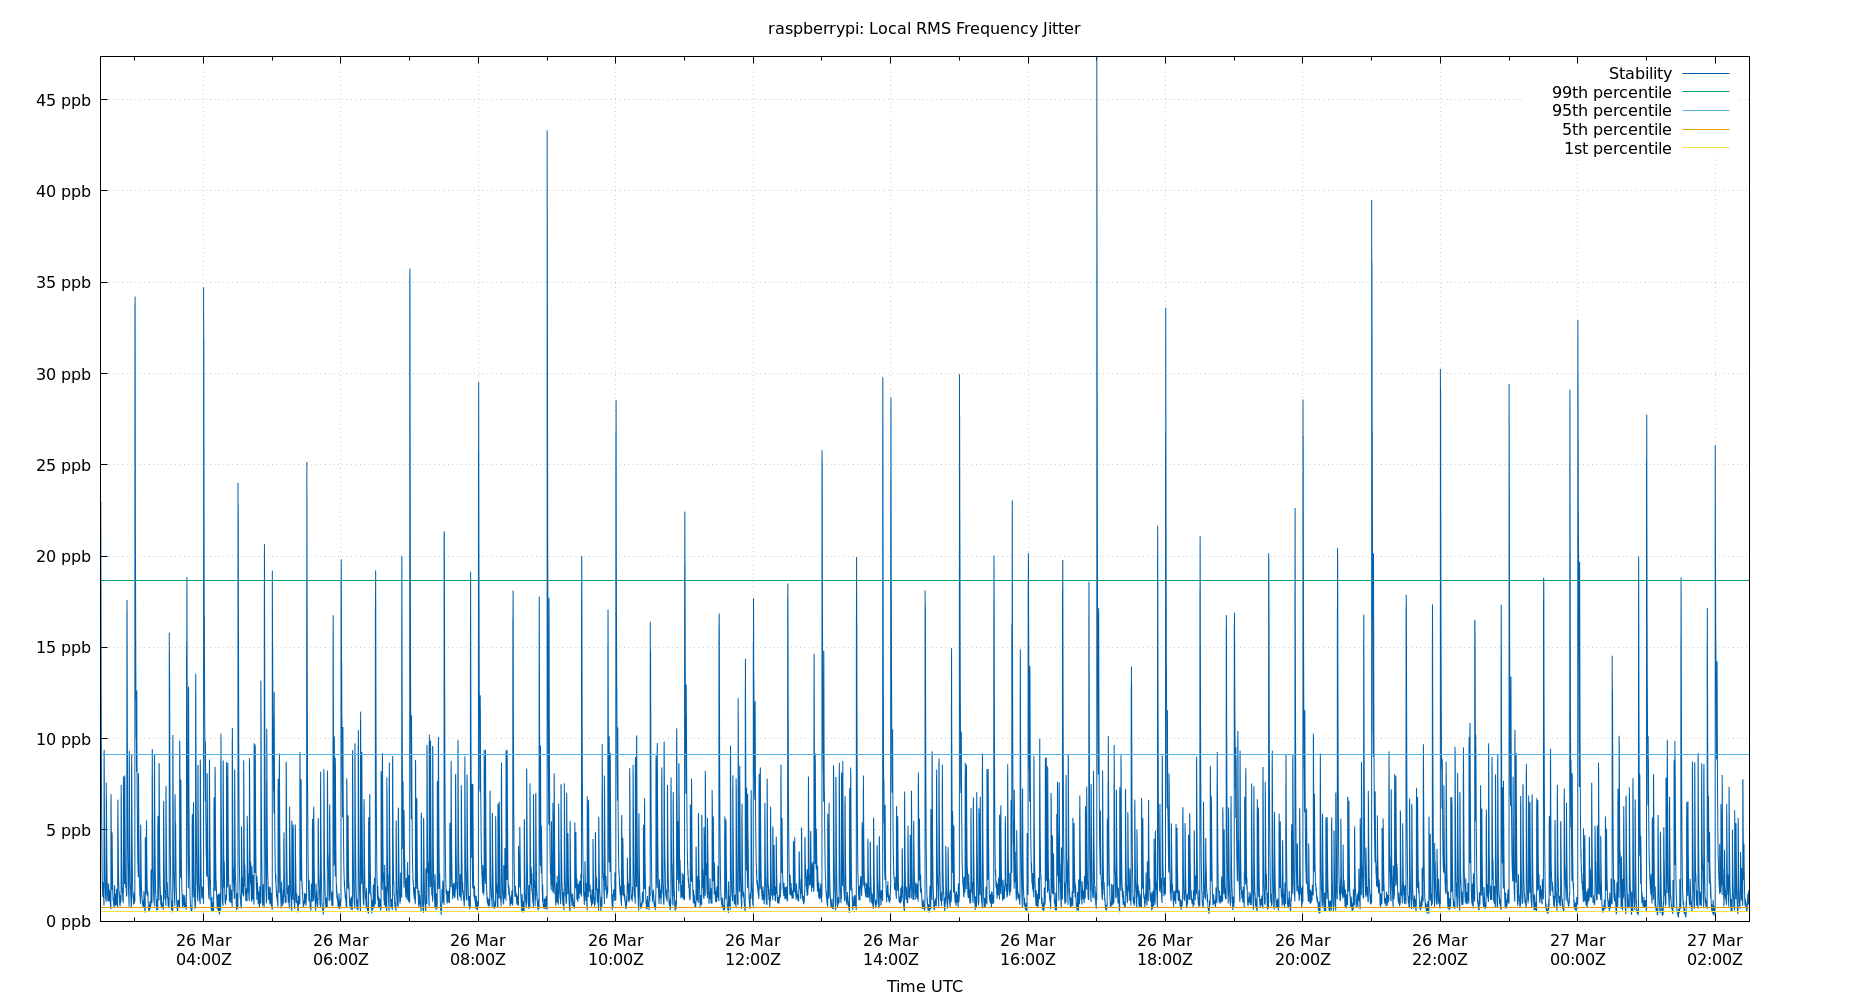 raspberrypi: Local RMS Frequency Jitter
Stability
99th percentile
95th percentile
5th percentile
1st percentile
45 ppb
40 ppb
35 ppb
30 ppb
25 ppb
20 ppb
15 ppb
10 ppb
5 ppb
0 ppb
26 Mar 26 Mar 26 Mar 26 Mar 26 Mar 26 Mar 26 Mar 26 Mar 26 Mar 26 Mar 27 Mar 27 Mar
04:00Z 06:00Z 08:00Z 10:00Z 12:00Z 14:00Z 16:00Z 18:00Z 20:00Z 22:00Z 00:00Z 02:00Z
Time UTC